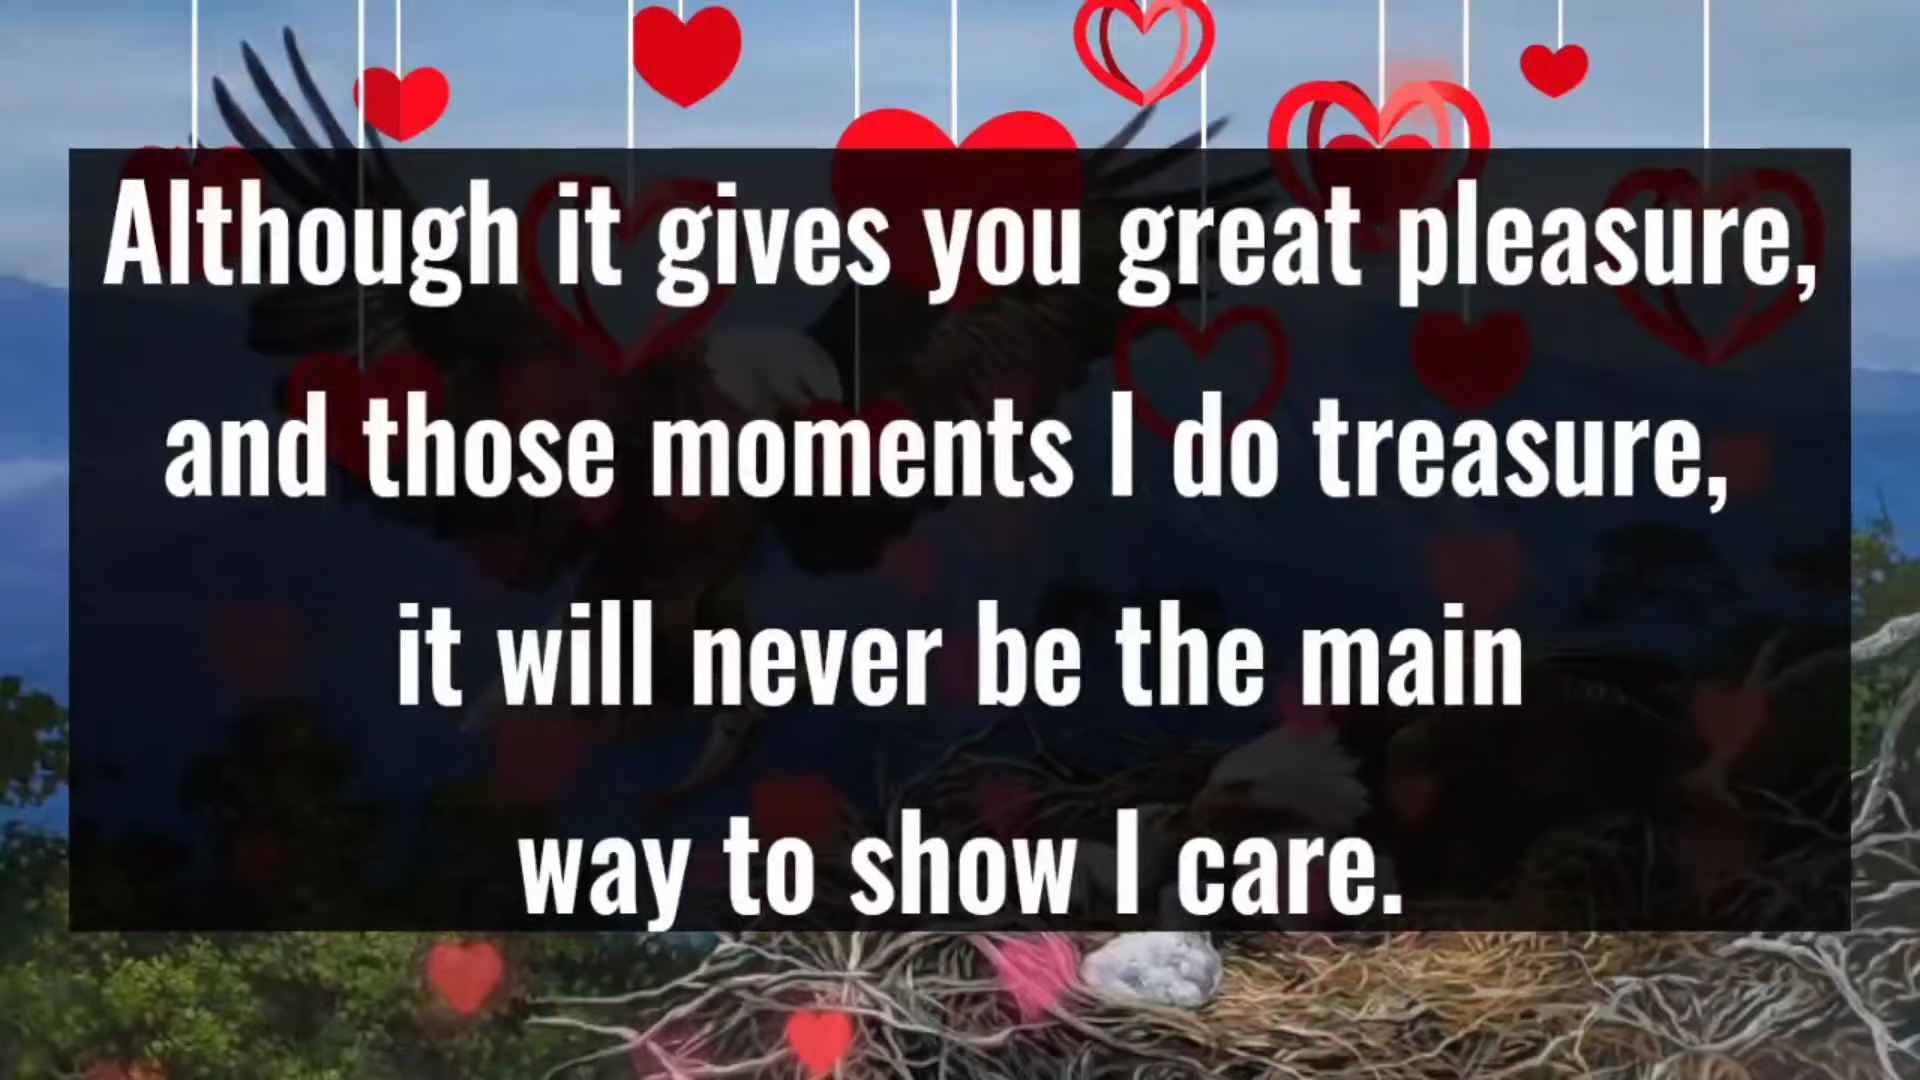 Although it gives you great pleasure,
and those moments I do treasure,
it will never be the main
way to show I care.